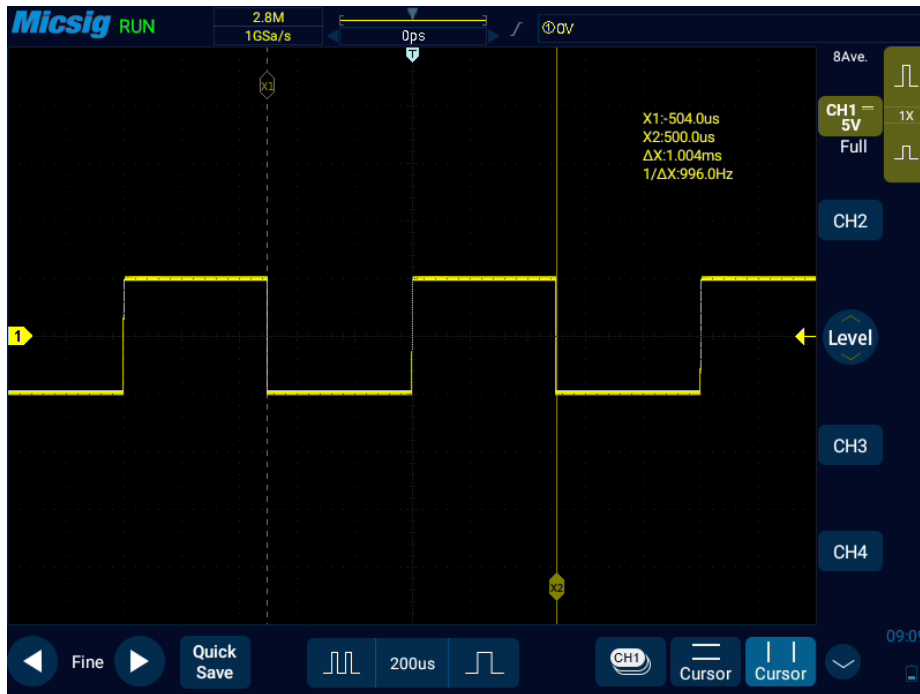 Micsig RUN
2.8M
1GSa/s
0ps
T
①0V
8Ave.
X1
X1:-504.0us
X2:500.0us
ΔX:1.004ms
1/ΔX:996.0Hz
CH1
5V
Full
1X
CH2
1
Level
CH3
CH4
X2
Fine
Quick
Save
200us
CH1
Cursor
Cursor